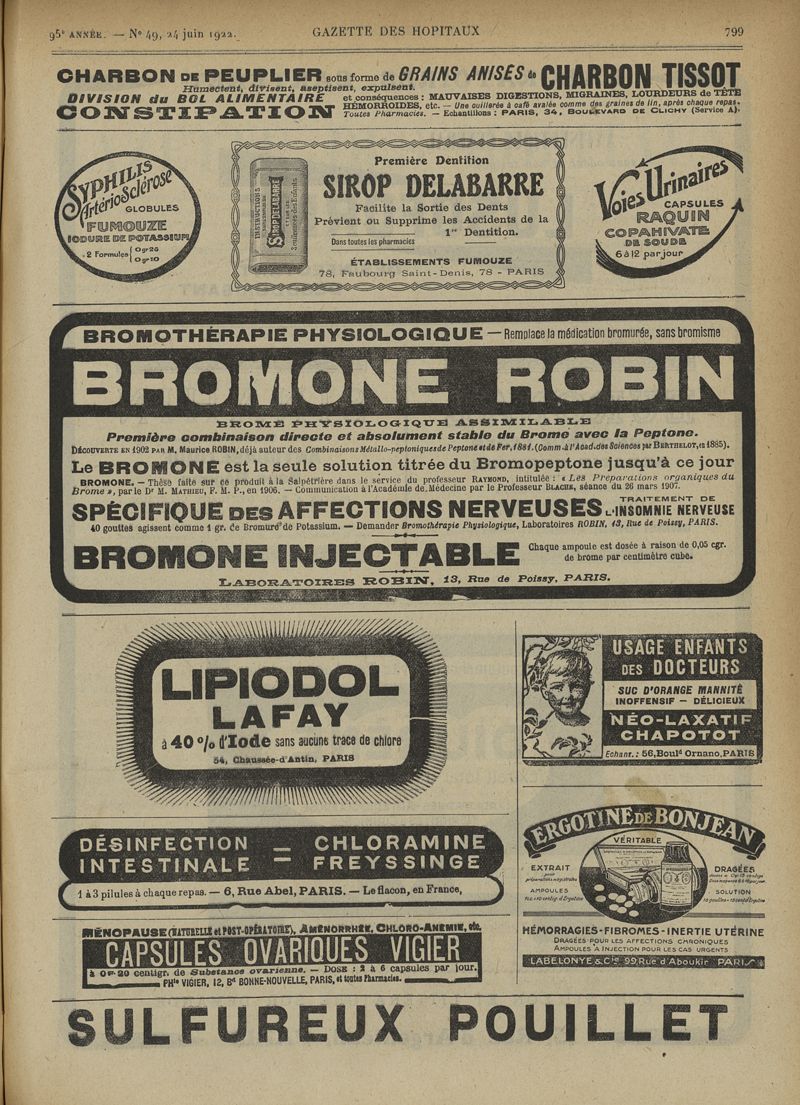 95e ANNÉE. — No 49, 24 juin 1922.
GAZETTE DES HOPITAUX
799
CHARBON DE PEUPLIER sous forme de GRAINS ANISÉS de CHARBON TISSOT
Humectent, divisent, aseptisent, expulsent.
DIVISION du BOL ALIMENTAIRE et conséquences : MAUVAISES DIGESTIONS, MIGRAINES, LOURDEURS de TÊTE
HÉMORROÏDES, etc. — Une cuillerée à café avalée comme des graines de lin, après chaque repas.
CONSTIPATION Toutes Pharmacies. — Echantillons : PARIS, 34, BOULEVARD DE CLICHY (Service A).
SYPHILIS
ArtérioSclérose
GLOBULES
FUMOUZE
IODURE DE POTASSIUM
2 Formules { 0 gr 25
0 gr 10
INSTRUCTIONS
SIROP DELABARRE
Première Dentition
SIROP DELABARRE
Facilite la Sortie des Dents
Prévient ou Supprime les Accidents de la
1re Dentition.
Dans toutes les pharmacies
ÉTABLISSEMENTS FUMOUZE
78, Faubourg Saint-Denis, 78 - PARIS
Voies Urinaires
CAPSULES
RAQUIN
COPAHIVATE
DE SOUDE
6 à 12 par jour
BROMOTHÉRAPIE PHYSIOLOGIQUE — Remplace la médication bromurée, sans bromisme
BROMONE ROBIN
BROME PHYSIOLOGIQUE ASSIMILABLE
Première combinaison directe et absolument stable du Brome avec la Peptone.
DÉCOUVERTE EN 1902 PAR M. Maurice ROBIN, déjà auteur des Combinaisons Métallo-peptoniques de Peptone et de Fer, 1881. (Comm. à l'Acad. des Sciences par BERTHELOT, en 1885).
Le BROMONE est la seule solution titrée du Bromopeptone jusqu'à ce jour
BROMONE. — Thèse faite sur ce produit à la Salpêtrière dans le service du professeur RAYMOND, intitulée : « Les Preparations organiques du
Brome », par le Dr M. MATHIEU, F. M. P., en 1906. — Communication à l'Académie de Médecine par le Professeur BLACHE, séance du 26 mars 1907.
SPÉCIFIQUE DES AFFECTIONS NERVEUSES
TRAITEMENT DE
L'INSOMNIE NERVEUSE
40 gouttes agissent comme 1 gr. de Bromure de Potassium. — Demander Bromothérapie Physiologique, Laboratoires ROBIN, 13, Rue de Poissy, PARIS.
BROMONE INJECTABLE
Chaque ampoule est dosée à raison de 0,05 cgr.
de brome par centimètre cube.
LABORATOIRES ROBIN, 13, Rue de Poissy, PARIS.
LIPIODOL
LAFAY
à 40 % d'Iode sans aucune trace de chlore
54, Chaussée-d'Antin, PARIS
USAGE ENFANTS
DES DOCTEURS
SUC D'ORANGE MANNITÉ
INOFFENSIF — DÉLICIEUX
NÉO-LAXATIF
CHAPOTOT
Echant. : 56, Bould Ornano, PARIS
DÉSINFECTION — CHLORAMINE
INTESTINALE — FREYSSINGE
1 à 3 pilules à chaque repas. — 6, Rue Abel, PARIS. — Le flacon, en France,
ERGOTINE DE BONJEAN
VÉRITABLE
EXTRAIT
AMPOULES
DRAGÉES
SOLUTION
HÉMORRAGIES - FIBROMES - INERTIE UTÉRINE
DRAGÉES POUR LES AFFECTIONS CHRONIQUES
AMPOULES A INJECTION POUR LES CAS URGENTS
LABELONYE & Cie 99 Rue d'Aboukir PARIS
MÉNOPAUSE (NATURELLE et POST-OPÉRATOIRE), AMÉNORRHÉE, CHLORO-ANEMIE, etc.
CAPSULES OVARIQUES VIGIER
à 0gr 20 centigr. de Substance ovarienne. — DOSE : 2 à 6 capsules par jour.
PHie VIGIER, 12, Bd BONNE-NOUVELLE, PARIS, et toutes Pharmacies.
SULFUREUX POUILLET